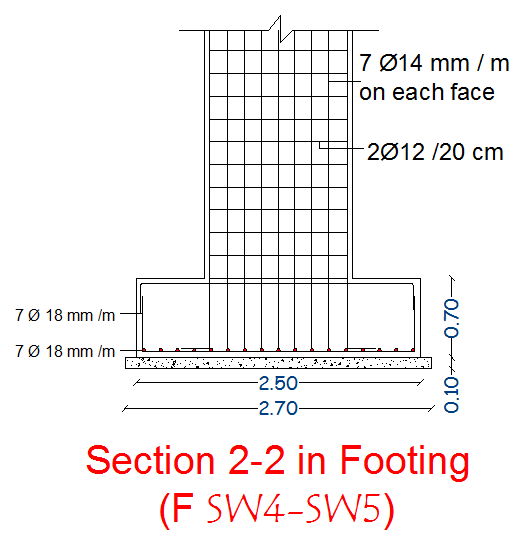 7 Ø14 mm / m
on each face
2Ø12 /20 cm
7 Ø 18 mm /m
7 Ø 18 mm /m
0.70
0.10
2.50
2.70
Section 2-2 in Footing
(F SW4-SW5)